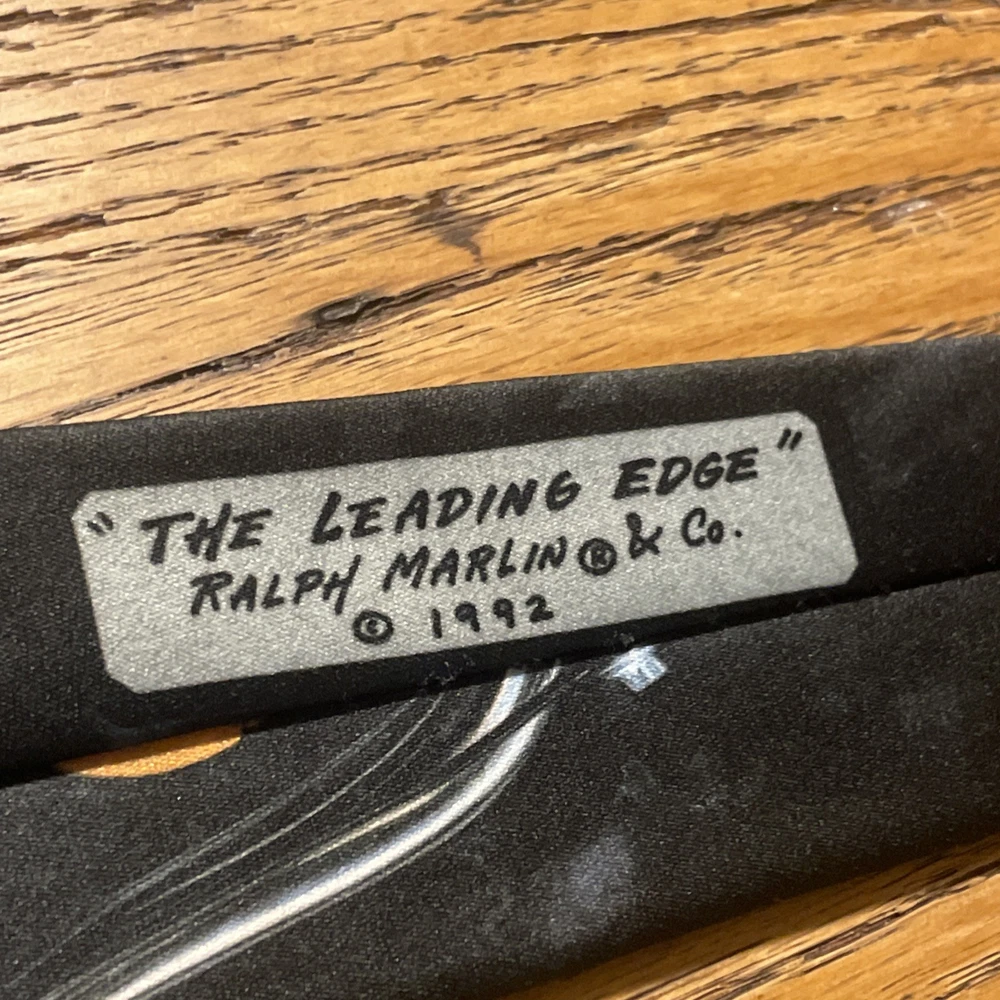 "THE LEADING EDGE"
RALPH MARLIN® & Co.
© 1992